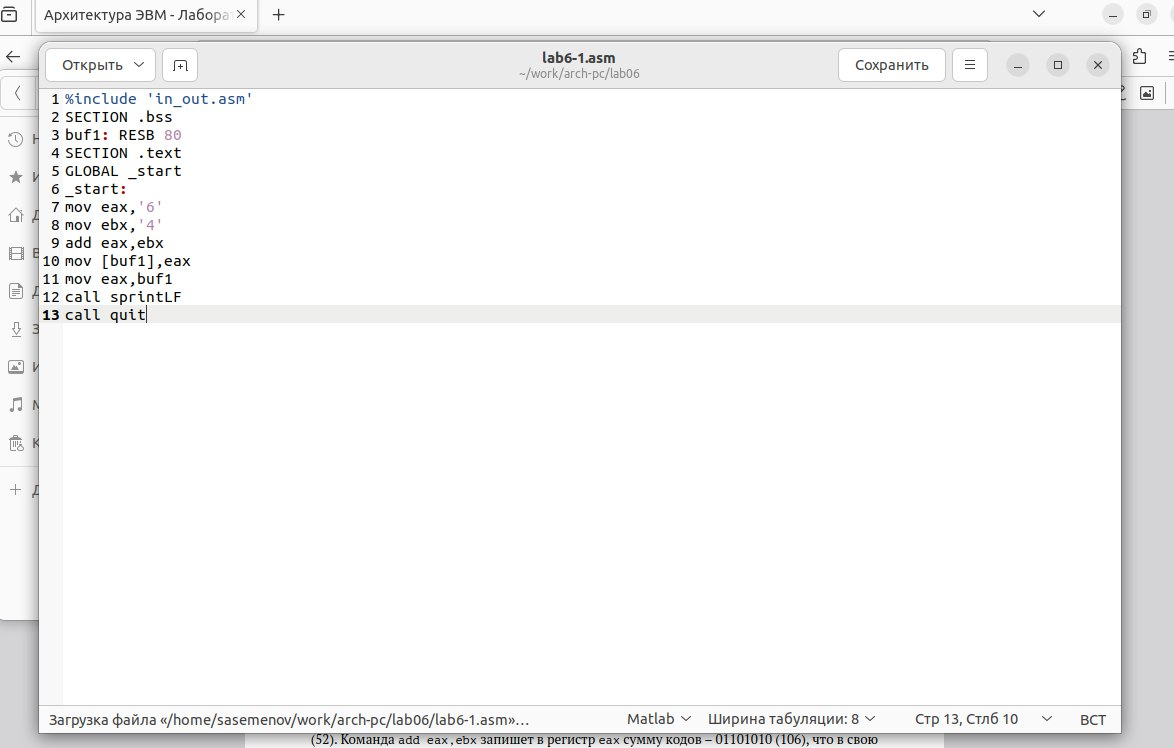 Архитектура ЭВМ - Лабора
Открыть
lab6-1.asm
~/work/arch-pc/lab06
Сохранить
1 %include 'in_out.asm'
2 SECTION .bss
3 buf1: RESB 80
4 SECTION .text
5 GLOBAL _start
6 _start:
7 mov eax,'6'
8 mov ebx,'4'
9 add eax,ebx
10 mov [buf1],eax
11 mov eax,buf1
12 call sprintLF
13 call quit
Загрузка файла «/home/sasemenov/work/arch-pc/lab06/lab6-1.asm»... Matlab Ширина табуляции: 8 Стр 13, Стлб 10 ВСТ
(52). Команда add eax,ebx запишет в регистр eax сумму кодов – 01101010 (106), что в свою